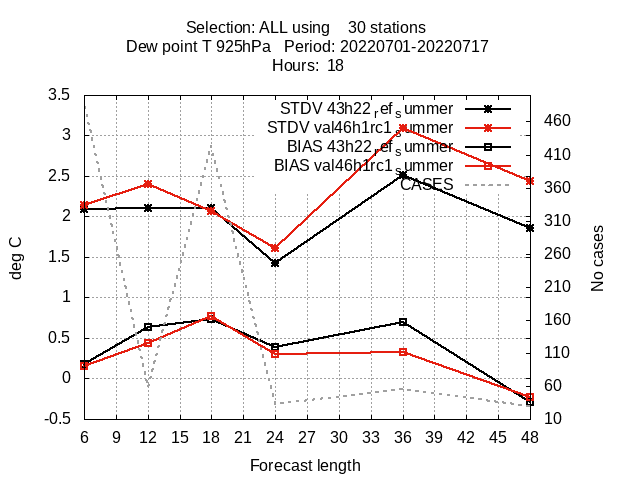 Selection: ALL using 30 stations
Dew point T 925hPa Period: 20220701-20220717
Hours: 18
STDV 43h22_ref_summer
STDV val46h1rc1_summer
BIAS 43h22_ref_summer
BIAS val46h1rc1_summer
CASES
3.5
3
2.5
2
1.5
1
0.5
0
-0.5
deg C
460
410
360
310
260
210
160
110
60
10
No cases
6 9 12 15 18 21 24 27 30 33 36 39 42 45 48
Forecast length